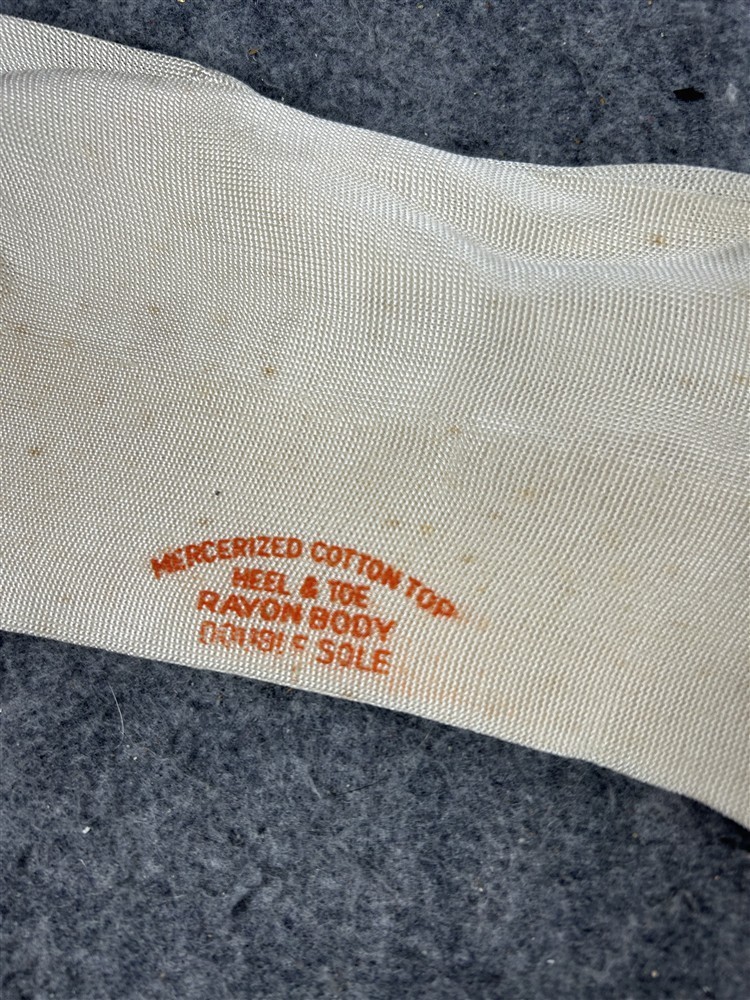 MERCERIZED COTTON TOP
HEEL & TOE
RAYON BODY
DOUBLE SOLE